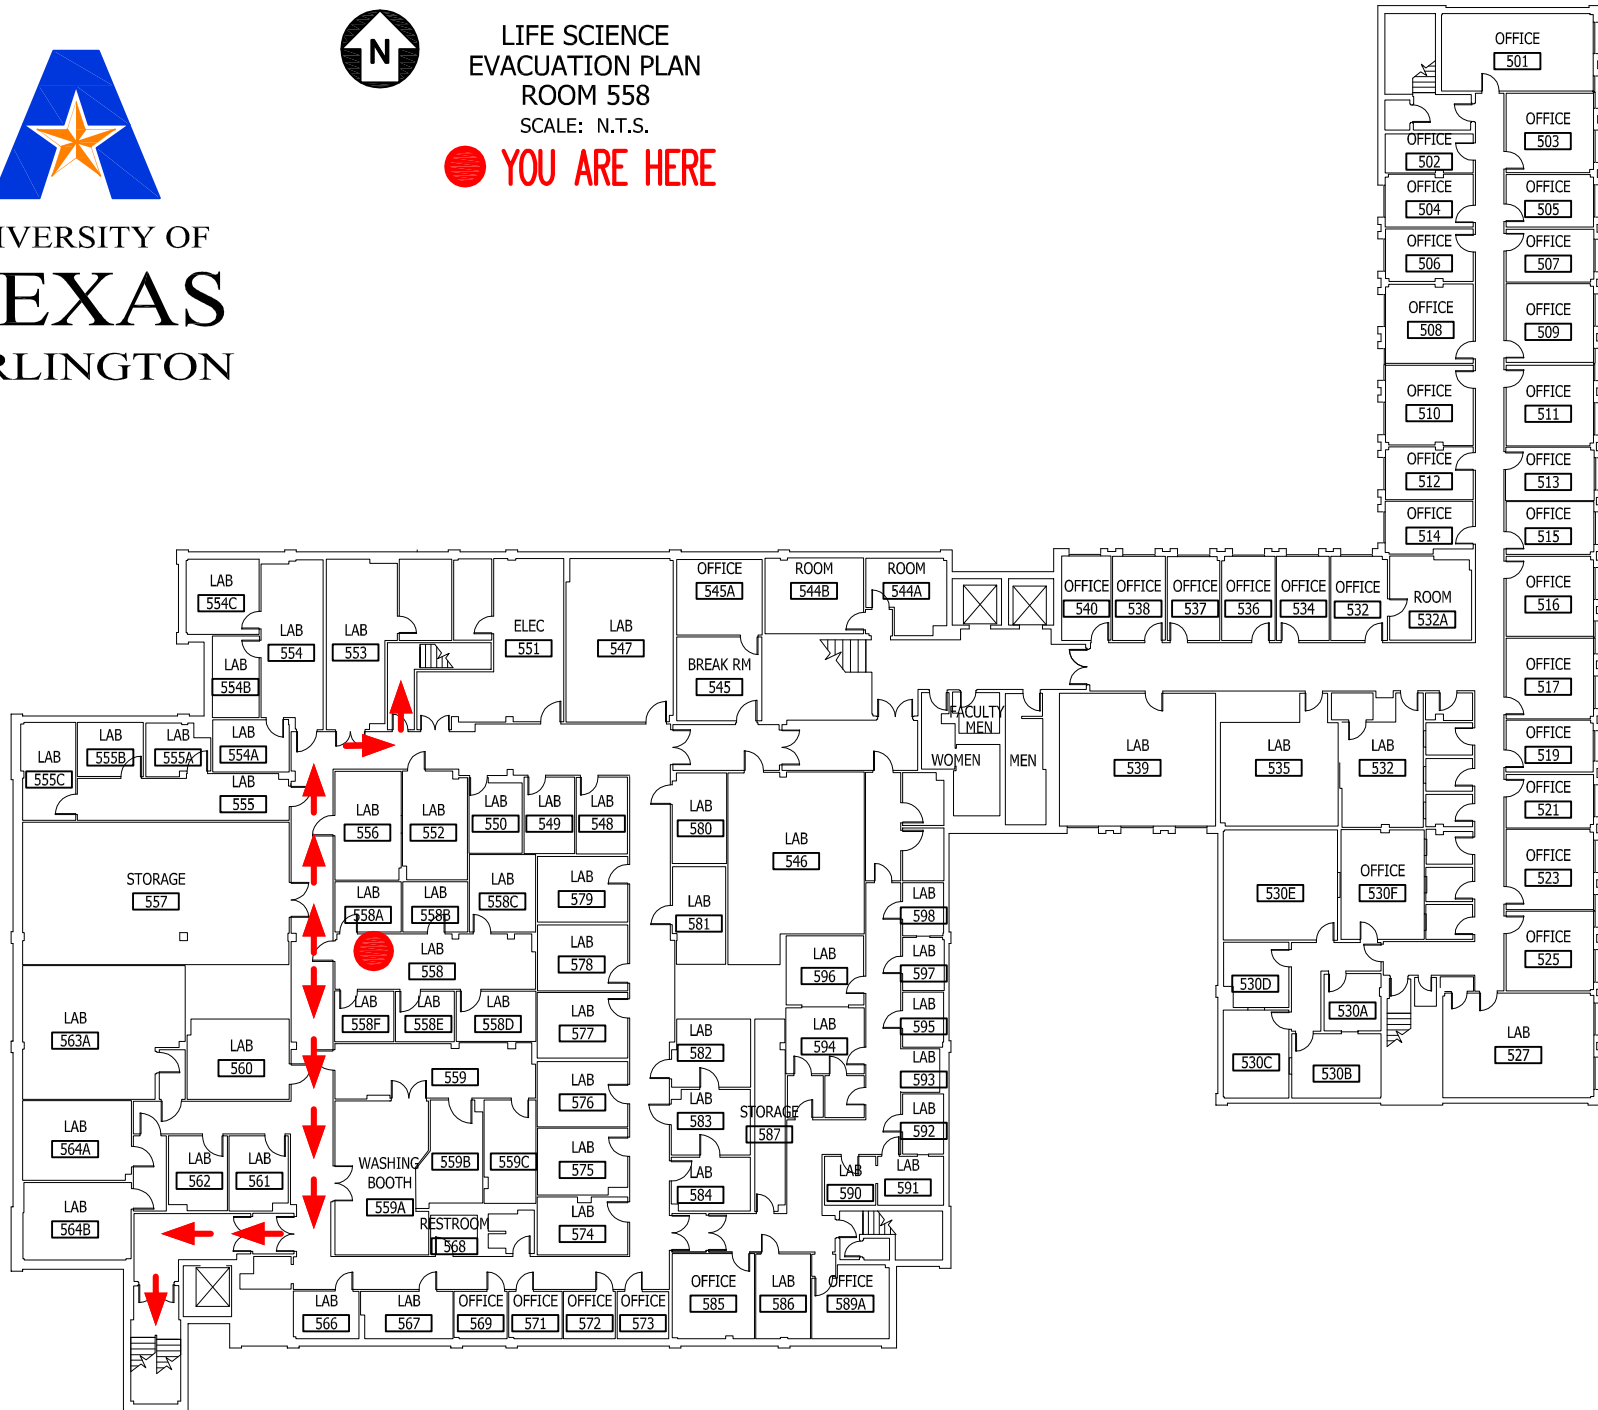 N
LIFE SCIENCE
EVACUATION PLAN
ROOM 558
SCALE: N.T.S.
YOU ARE HERE
IVERSITY OF
EXAS
RLINGTON
OFFICE
501
OFFICE
503
OFFICE
502
OFFICE
504
OFFICE
505
OFFICE
506
OFFICE
507
OFFICE
508
OFFICE
509
OFFICE
510
OFFICE
511
OFFICE
512
OFFICE
513
OFFICE
514
OFFICE
515
OFFICE
516
OFFICE
517
OFFICE
519
OFFICE
521
OFFICE
523
OFFICE
525
LAB
527
LAB
554C
LAB
554
LAB
553
LAB
554B
ELEC
551
LAB
547
OFFICE
545A
BREAK RM
545
ROOM
544B
ROOM
544A
OFFICE
540
OFFICE
538
OFFICE
537
OFFICE
536
OFFICE
534
OFFICE
532
ROOM
532A
FACULTY
MEN
WOMEN
MEN
LAB
539
LAB
535
LAB
532
530E
OFFICE
530F
530D
530A
530C
530B
LAB
555C
LAB
555B
LAB
555A
LAB
554A
LAB
555
LAB
556
LAB
552
LAB
550
LAB
549
LAB
548
LAB
580
LAB
546
STORAGE
557
LAB
558A
LAB
558B
LAB
558C
LAB
579
LAB
581
LAB
598
LAB
558
LAB
578
LAB
596
LAB
597
LAB
558F
LAB
558E
LAB
558D
LAB
577
LAB
582
LAB
594
LAB
595
LAB
563A
LAB
560
559
LAB
576
LAB
583
STORAGE
587
LAB
593
LAB
592
LAB
564A
LAB
562
LAB
561
WASHING
BOOTH
559A
559B
559C
LAB
575
LAB
584
LAB
590
LAB
591
LAB
564B
RESTROOM
568
LAB
574
LAB
566
LAB
567
OFFICE
569
OFFICE
571
OFFICE
572
OFFICE
573
OFFICE
585
LAB
586
OFFICE
589A